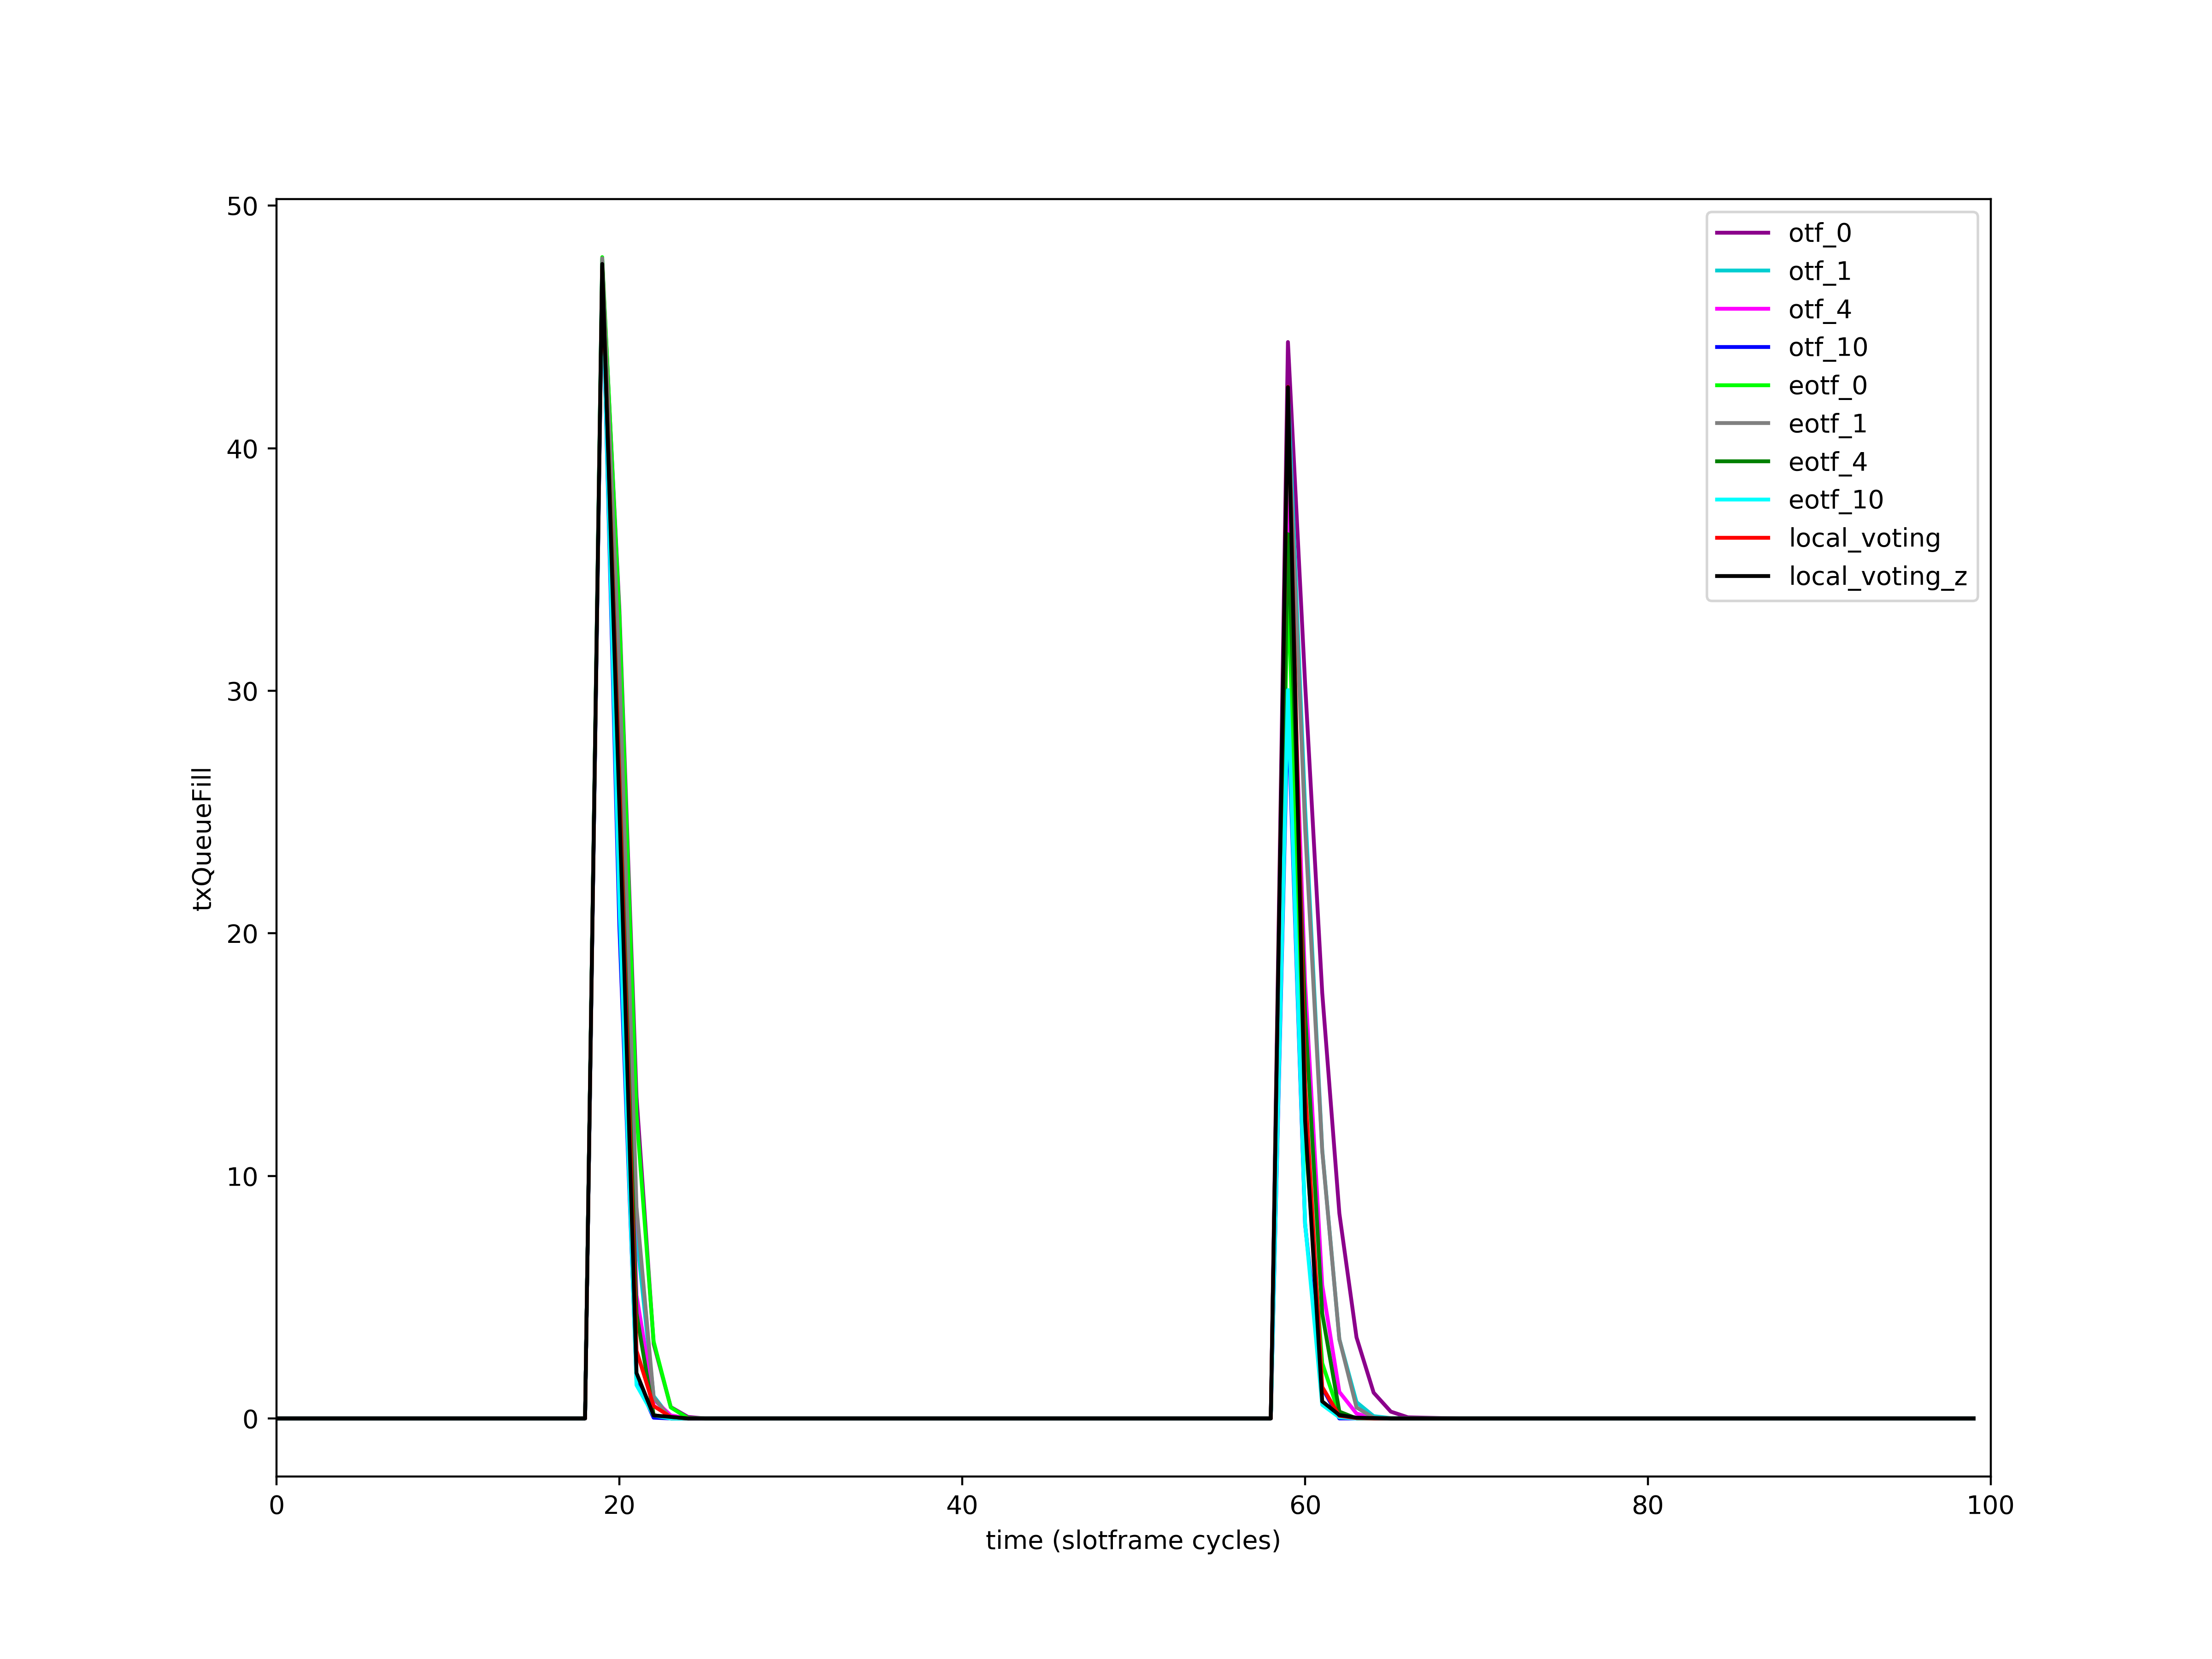 50
40
30
20
10
0
txQueueFill
0
20
40
60
80
100
time (slotframe cycles)
otf_0
otf_1
otf_4
otf_10
eotf_0
eotf_1
eotf_4
eotf_10
local_voting
local_voting_z